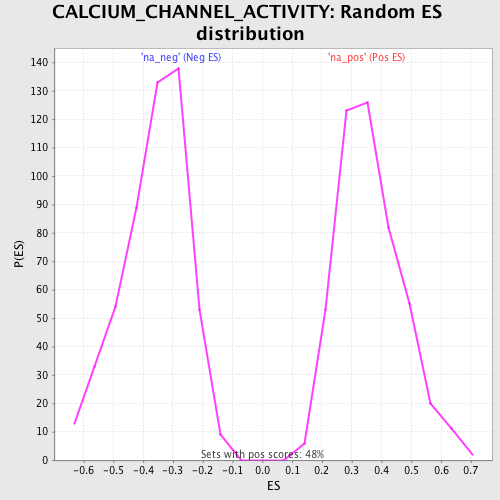 CALCIUM_CHANNEL_ACTIVITY: Random ES
distribution
'na_neg' (Neg ES)
'na_pos' (Pos ES)
140
130
120
110
100
90
80
70
60
50
40
30
20
10
0
P(ES)
Sets with pos scores: 48%
-0.6 -0.5 -0.4 -0.3 -0.2 -0.1 0.0 0.1 0.2 0.3 0.4 0.5 0.6 0.7
ES